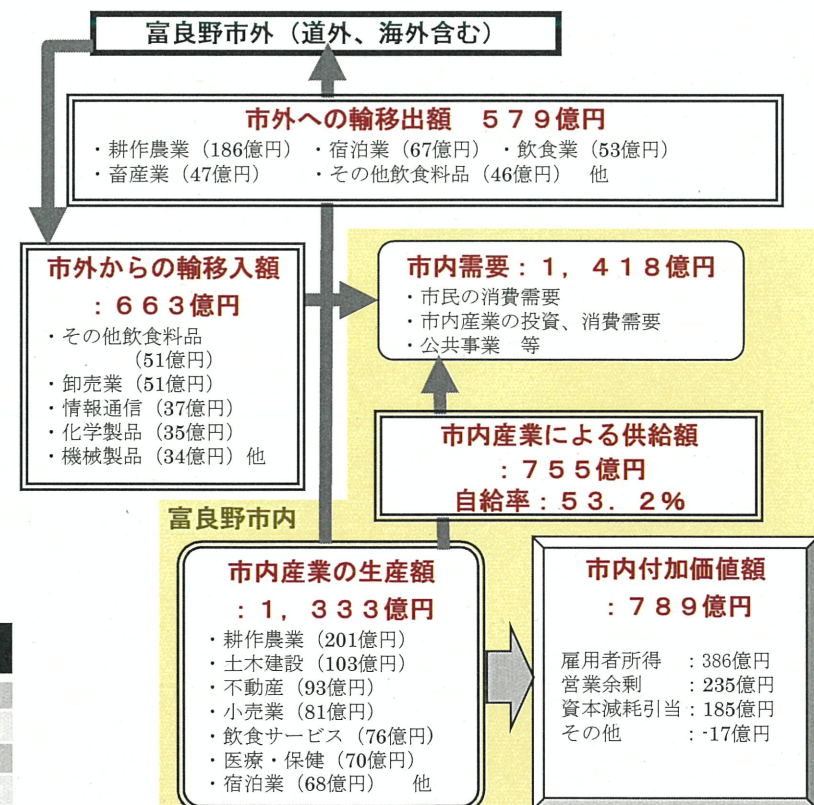 富良野市外（道外、海外含む）
市外への輸移出額　５７９億円
・耕作農業（186億円）・宿泊業（67億円）・飲食業（53億円）
・畜産業（47億円）　　・その他飲食料品（46億円）　他
市外からの輸移入額
：６６３億円
・その他飲食料品
（51億円）
・卸売業（51億円）
・情報通信（37億円）
・化学製品（35億円）
・機械製品（34億円）他
市内需要：１，４１８億円
・市民の消費需要
・市内産業の投資、消費需要
・公共事業　等
市内産業による供給額
：７５５億円
自給率：５３．２％
富良野市内
市内産業の生産額
：１，３３３億円
・耕作農業（201億円）
・土木建設（103億円）
・不動産（93億円）
・小売業（81億円）
・飲食サービス（76億円）
・医療・保健（70億円）
・宿泊業（68億円）　他
市内付加価値額
：７８９億円
雇用者所得　：386億円
営業余剰　　：235億円
資本減耗引当：185億円
その他　　　：-17億円